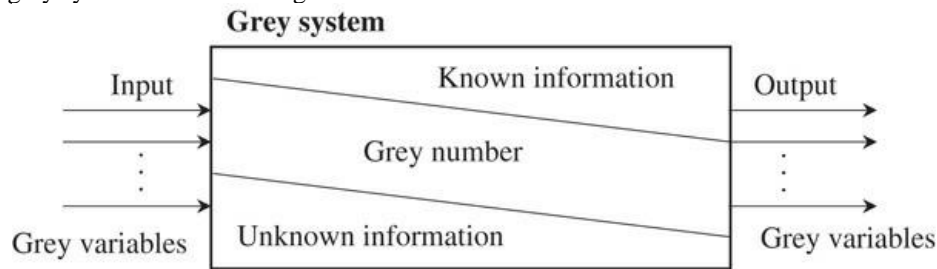 Grey system
Input
Known information
Output
Grey number
Grey variables
Unknown information
Grey variables